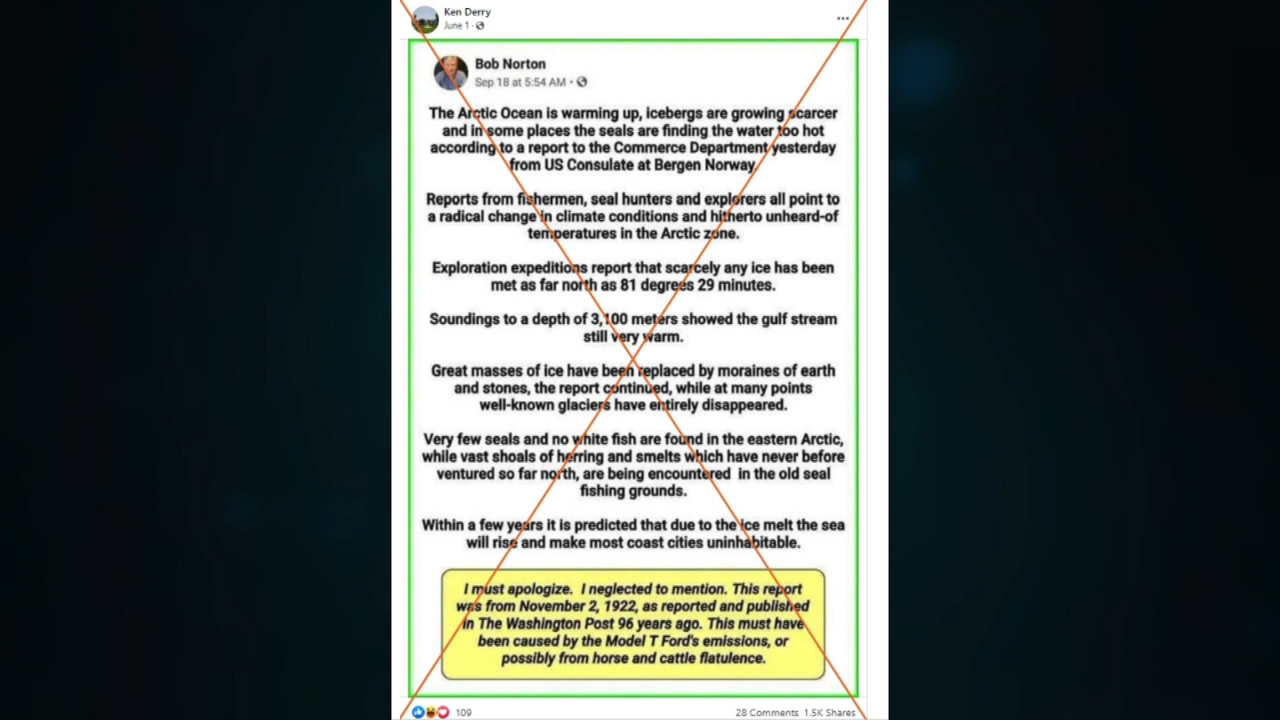 Ken Derry
June 1 ·
Bob Norton
Sep 18 at 5:54 AM •
The Arctic Ocean is warming up, icebergs are growing scarcer
and in some places the seals are finding the water too hot
according to a report to the Commerce Department yesterday
from US Consulate at Bergen Norway
Reports from fishermen, seal hunters and explorers all point to
a radical change in climate conditions and hitherto unheard-of
temperatures in the Arctic zone.
Exploration expeditions report that scarcely any ice has been
met as far north as 81 degrees 29 minutes.
Soundings to a depth of 3,100 meters showed the gulf stream
still very warm.
Great masses of ice have been replaced by moraines of earth
and stones, the report continued, while at many points
well-known glaciers have entirely disappeared.
Very few seals and no white fish are found in the eastern Arctic,
while vast shoals of herring and smelts which have never before
ventured so far north, are being encountered in the old seal
fishing grounds.
Within a few years it is predicted that due to the ice melt the sea
will rise and make most coast cities uninhabitable.
I must apologize. I neglected to mention. This report
was from November 2, 1922, as reported and published
in The Washington Post 96 years ago. This must have
been caused by the Model T Ford's emissions, or
possibly from horse and cattle flatulence.
109
28 Comments 1.5K Shares